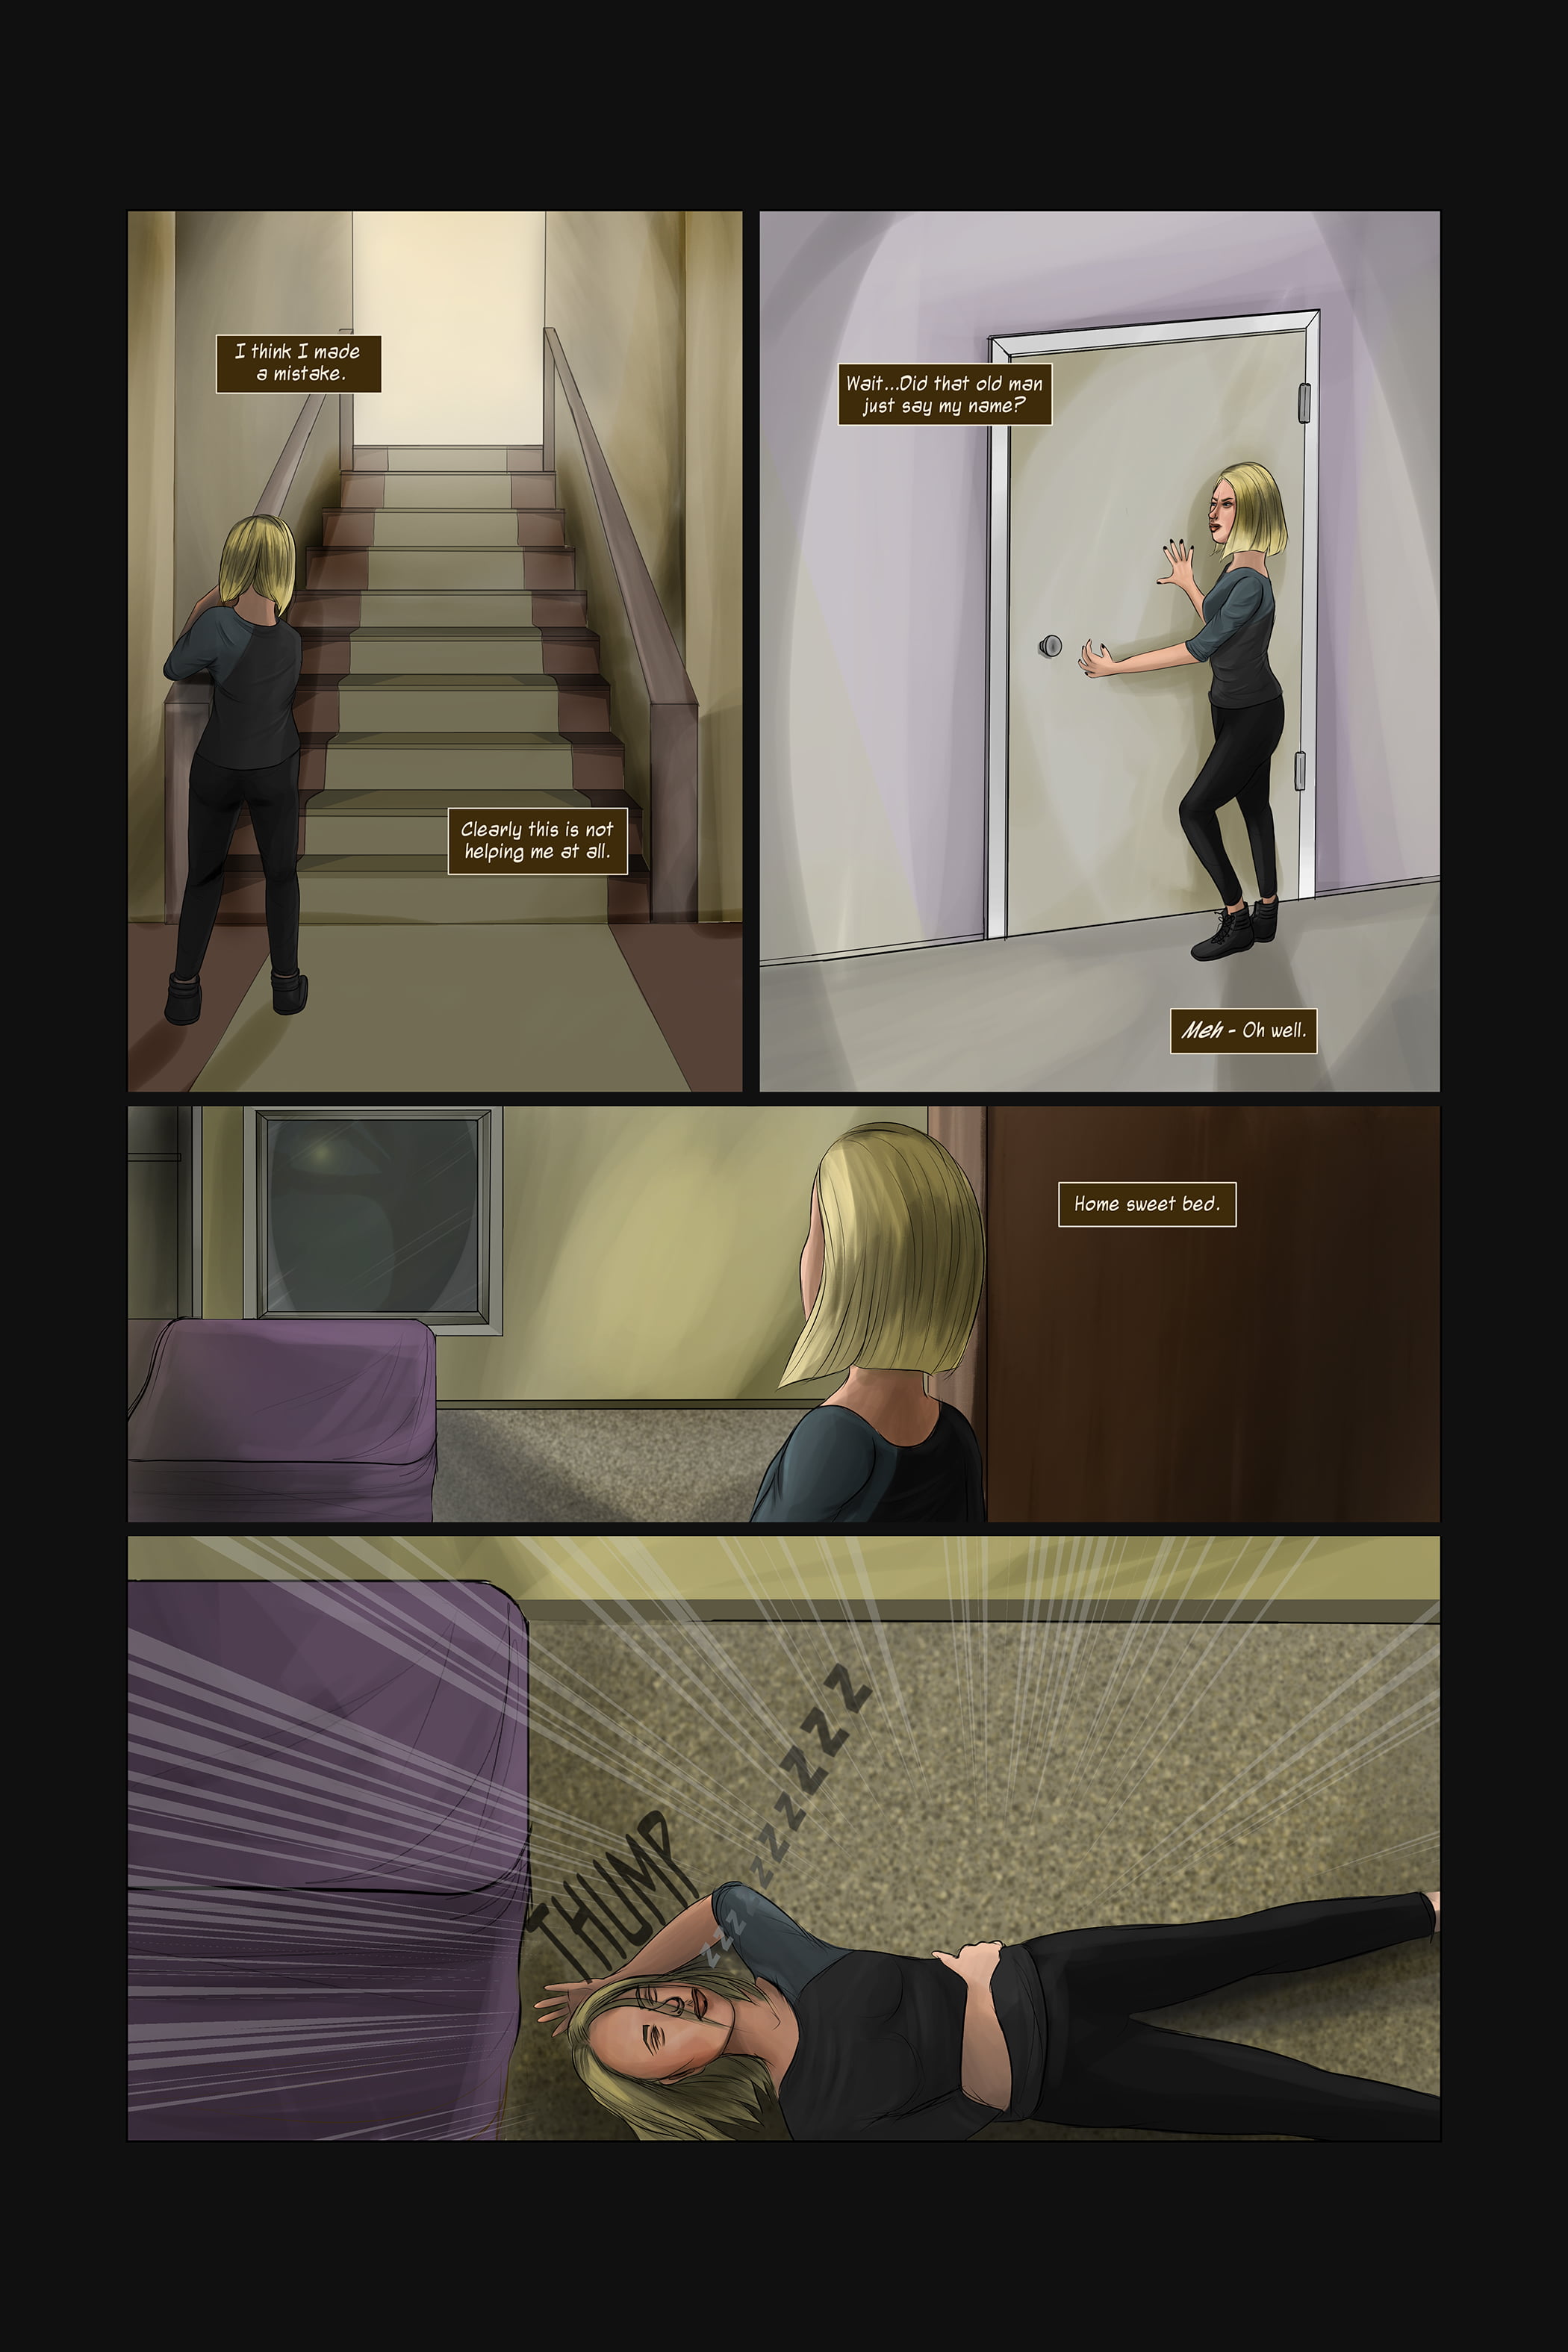 I think I made
a mistake.
Clearly this is not
helping me at all.
Wait...Did that old man
just say my name?
Meh - Oh well.
Home sweet bed.
THUMP
zzzzzzzzzz